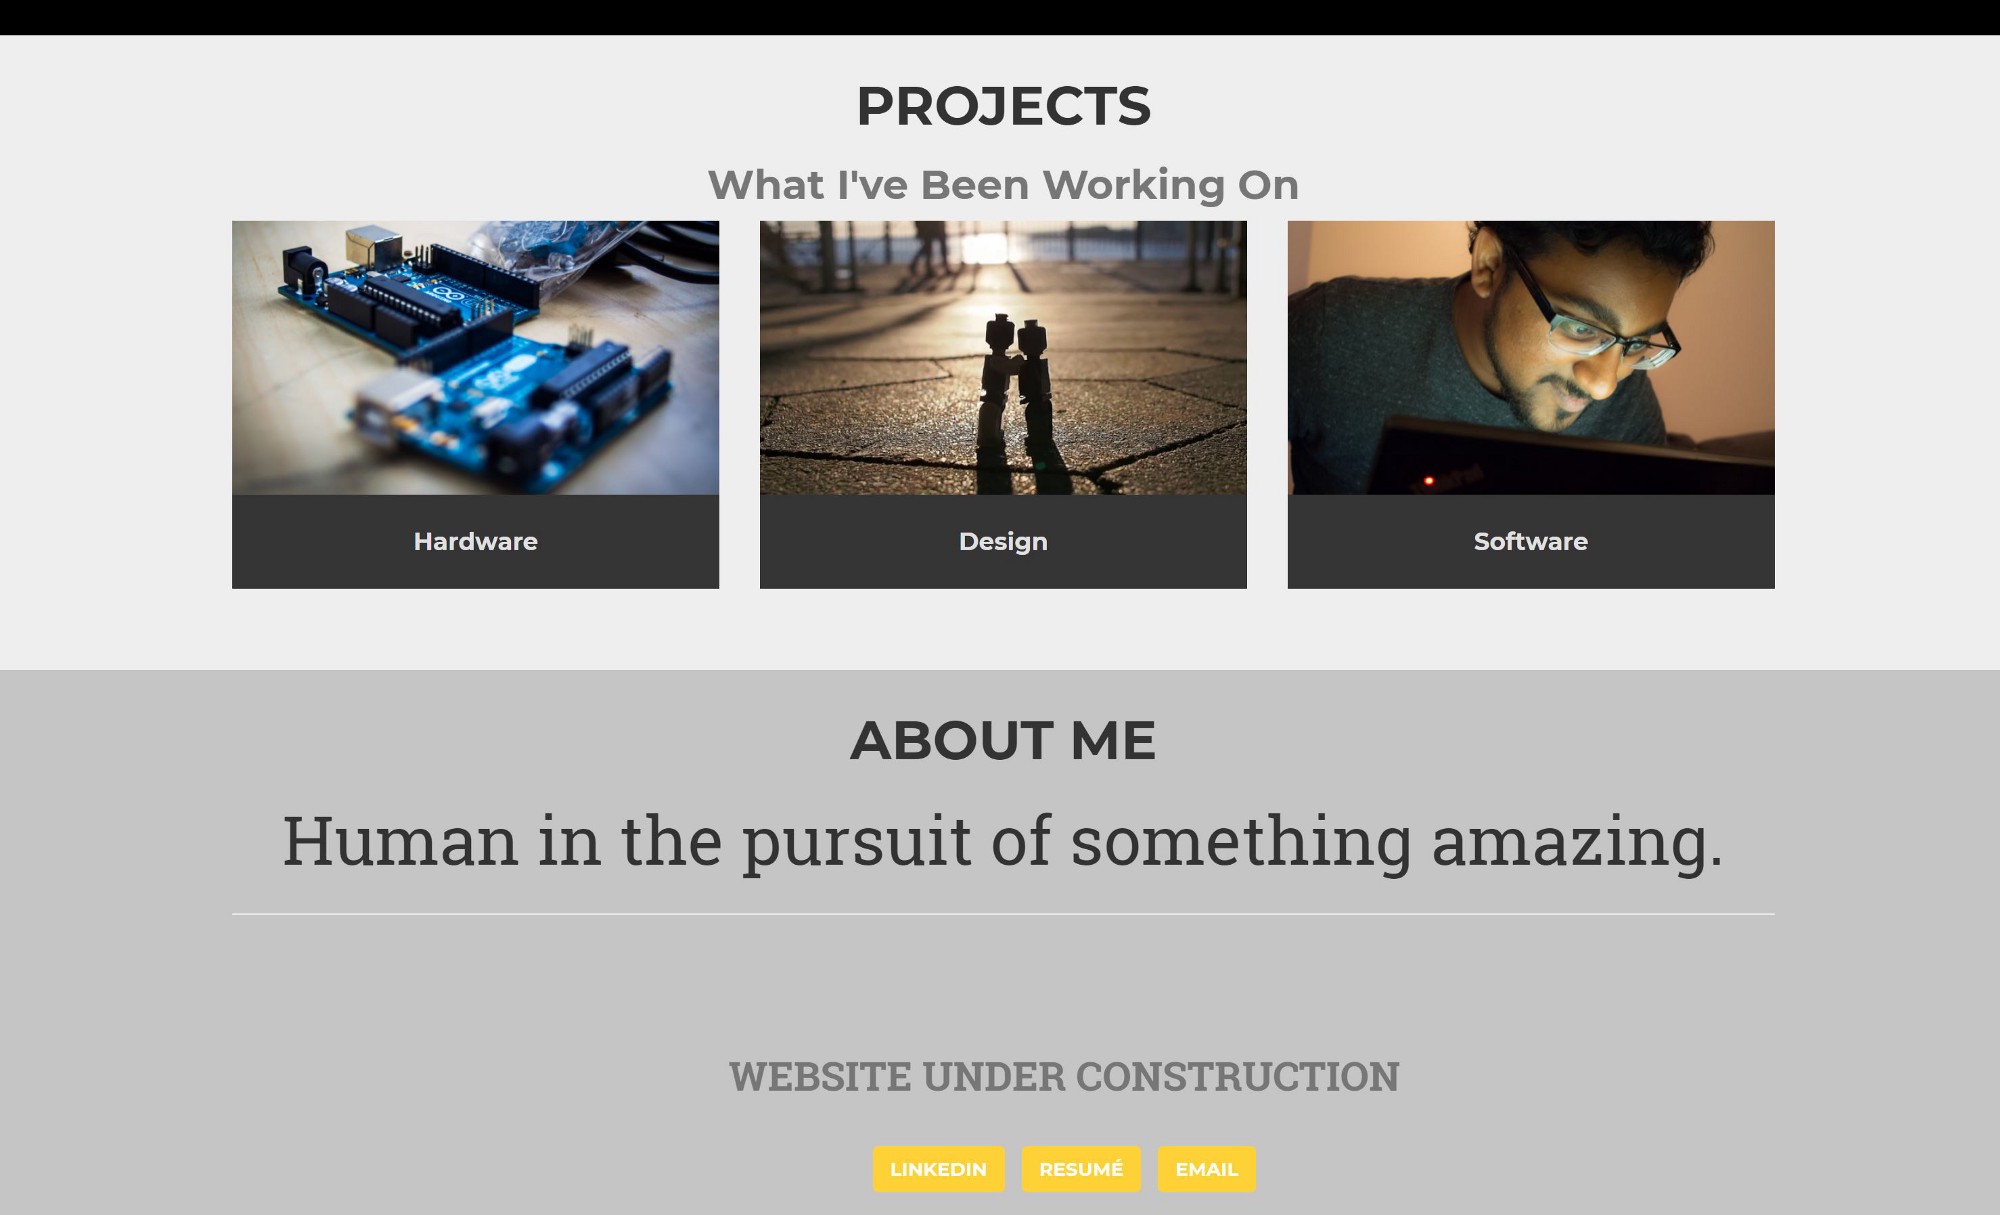 PROJECTS
What I've Been Working On
Hardware
Design
Software
ABOUT ME
Human in the pursuit of something amazing.
WEBSITE UNDER CONSTRUCTION
LINKEDIN
RESUMÉ
EMAIL